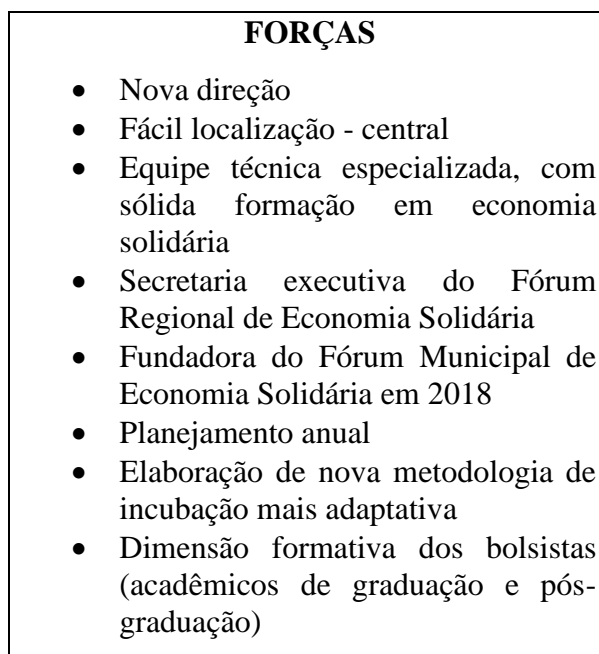 FORÇAS
• Nova direção
• Fácil localização - central
• Equipe técnica especializada, com
sólida formação em economia
solidária
• Secretaria executiva do Fórum
Regional de Economia Solidária
• Fundadora do Fórum Municipal de
Economia Solidária em 2018
• Planejamento anual
• Elaboração de nova metodologia de
incubação mais adaptativa
• Dimensão formativa dos bolsistas
(acadêmicos de graduação e pós-
graduação)